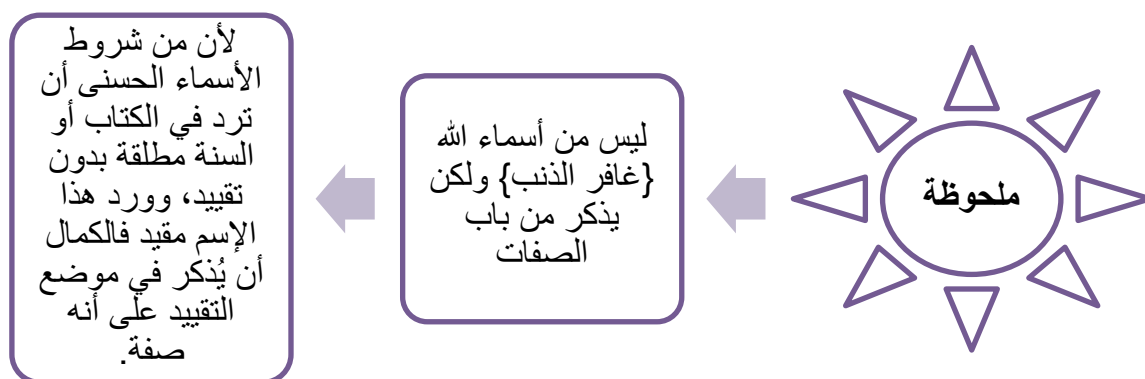 ملحوظة
ليس من أسماء الله
{غافر الذنب} ولكن
يذكر من باب
الصفات
لأن من شروط
الأسماء الحسنى أن
ترد في الكتاب أو
السنة مطلقة بدون
تقييد، وورد هذا
الإسم مقيد فالكمال
أن يُذكر في موضع
التقييد على أنه
صفة.